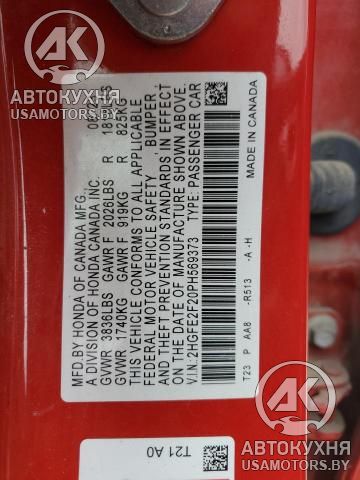 АВТОКУХНЯ
USAMOTORS.BY
MFD.BY HONDA OF CANADA MFG.
A DIVISION OF HONDA CANADA INC.
GVWR 3836LBS GAWR F 2026LBS R
GVWR 1740KG GAWR F 919KG R 825KG
THIS VEHICLE CONFORMS TO ALL APPLICABLE
FEDERAL MOTOR VEHICLE SAFETY BUMPER,
AND THEFT PREVENTION STANDARDS IN EFFECT
ON THE DATE OF MANUFACTURE SHOWN ABOVE.
V.I.N.:2HGFE2F20PH569373 TYPE: PASSENGER CAR
T23 P AA8 -R513 -A -H MADE IN CANADA
T21 A0
АВТОКУХНЯ
USAMOTORS.BY